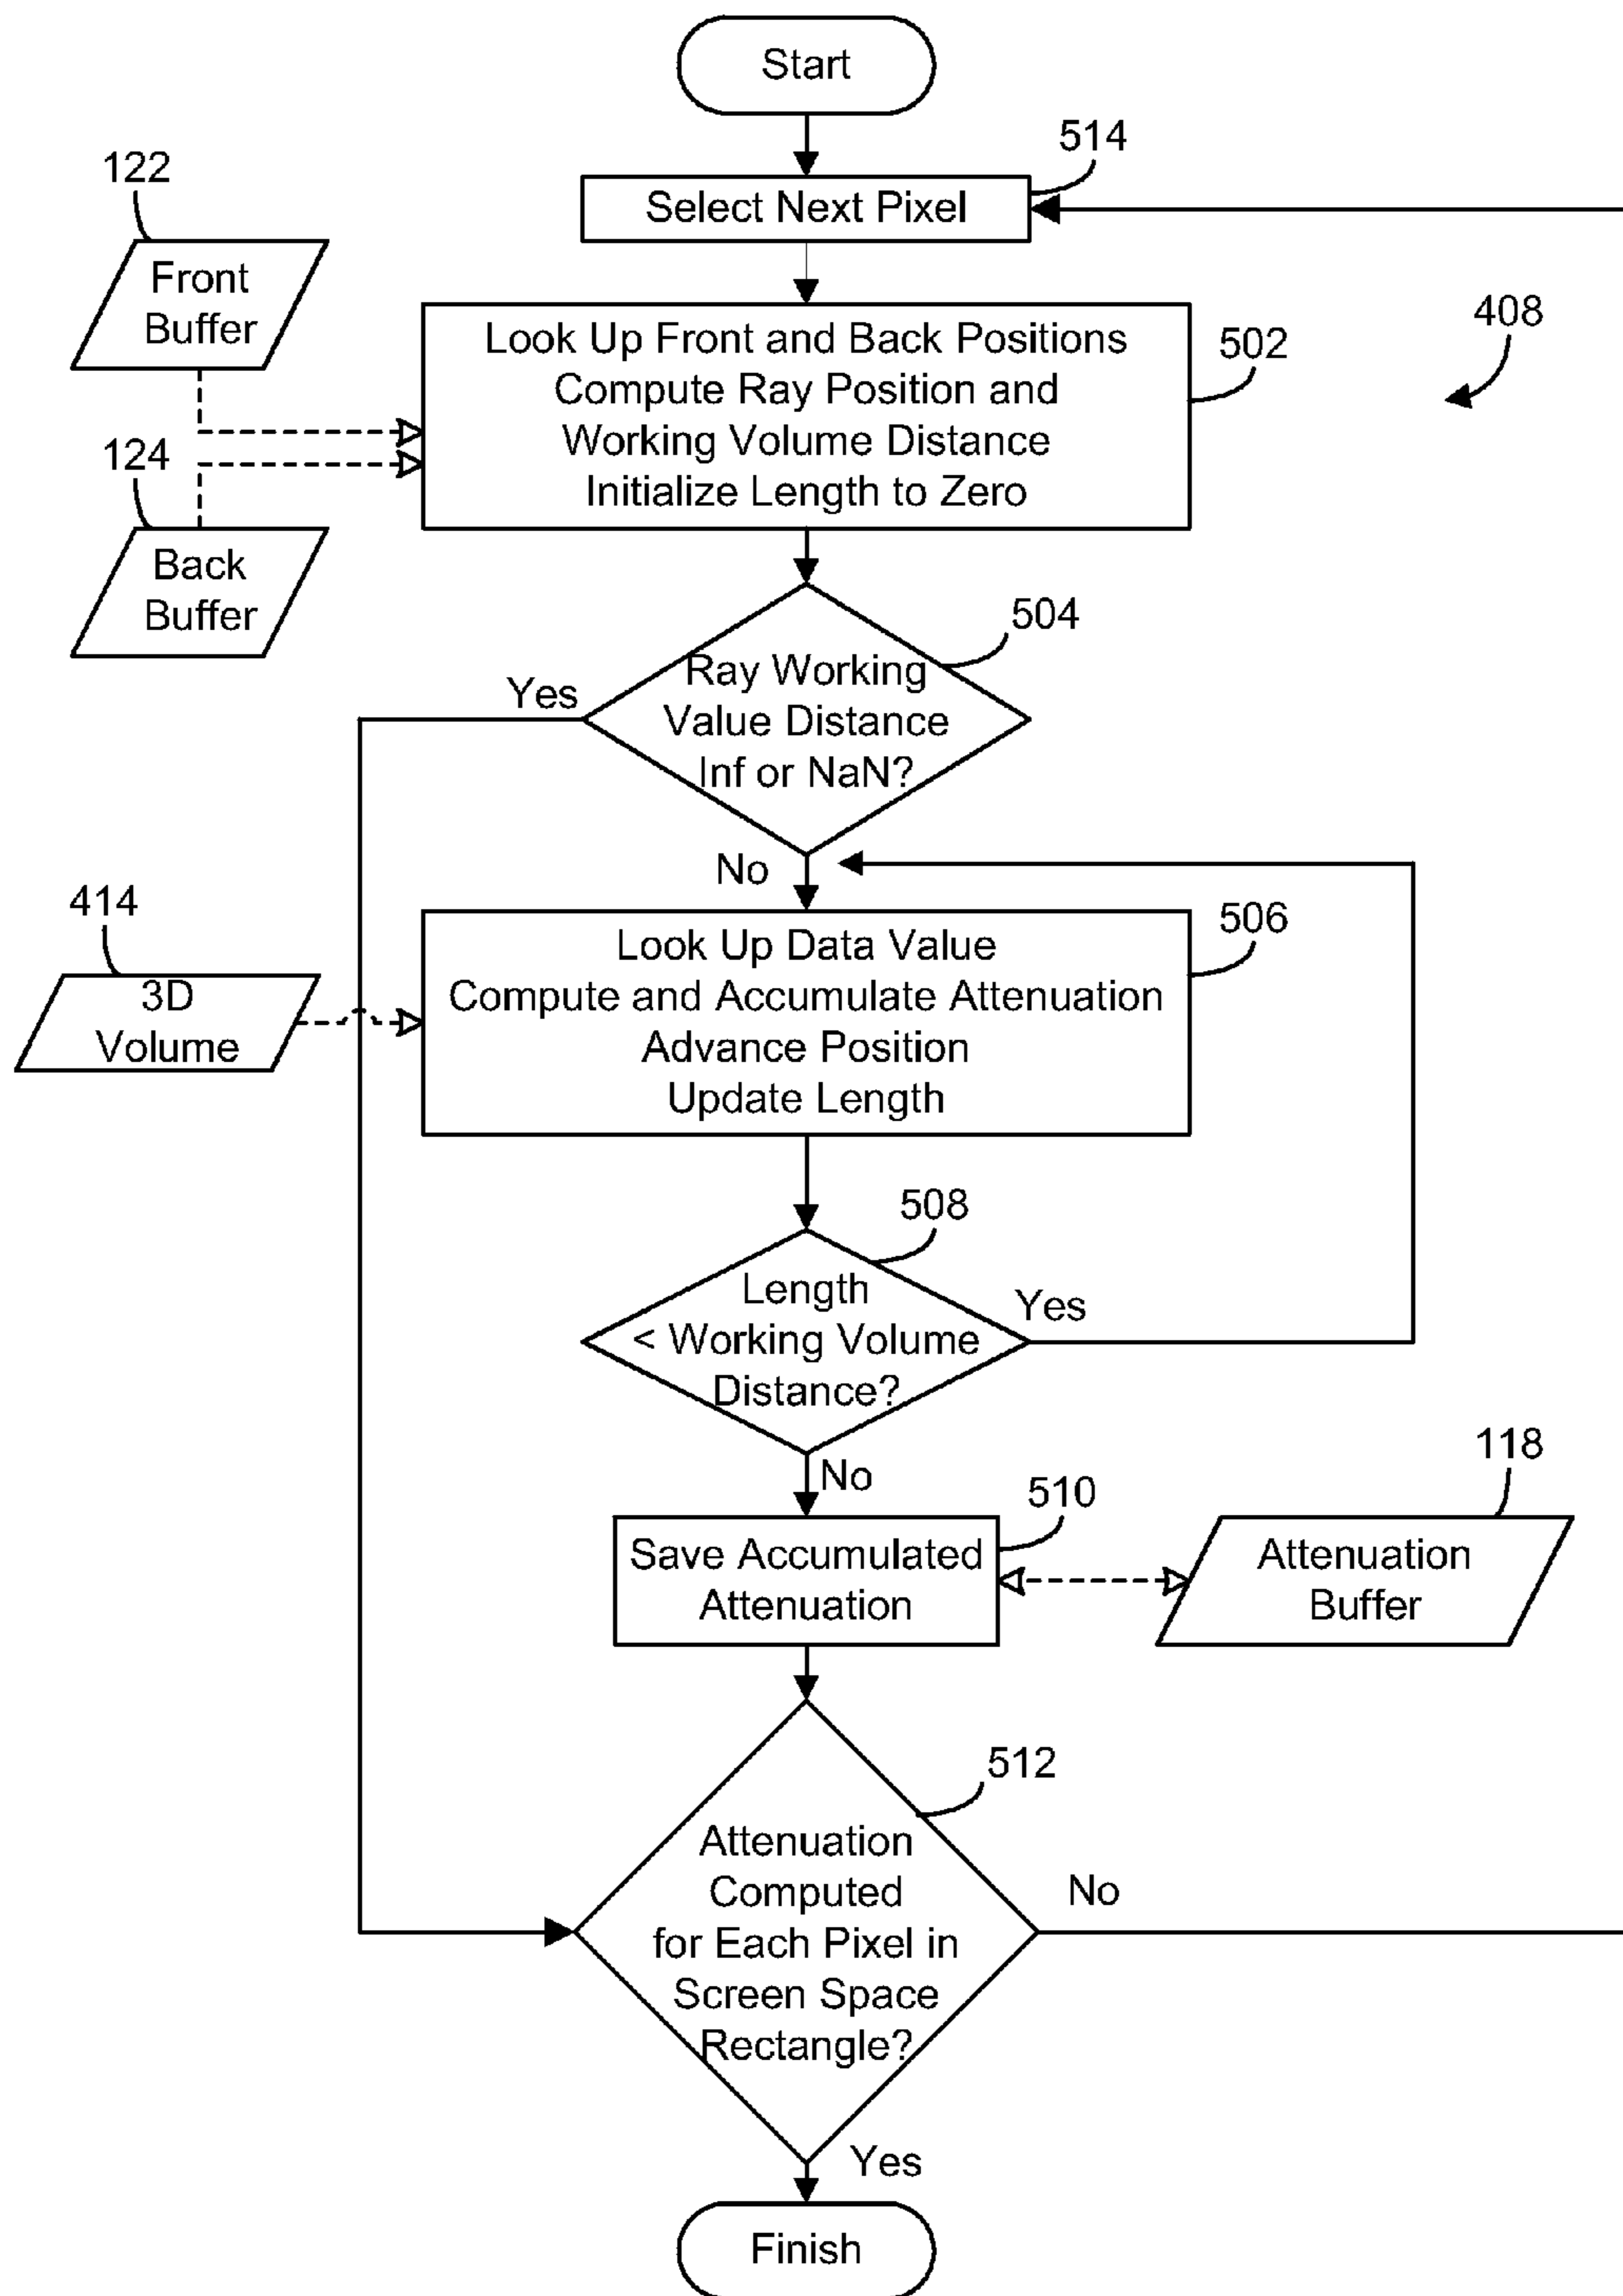 Start
514
122
Select Next Pixel
Front
Buffer
408
Look Up Front and Back Positions
Compute Ray Position and
Working Volume Distance
Initialize Length to Zero
502
124
Back
Buffer
504
Ray Working
Value Distance
Inf or NaN?
Yes
No
414
506
3D
Volume
Look Up Data Value
Compute and Accumulate Attenuation
Advance Position
Update Length
508
Length
< Working Volume
Distance?
Yes
No
118
510
Save Accumulated
Attenuation
Attenuation
Buffer
512
Attenuation
Computed
for Each Pixel in
Screen Space
Rectangle?
No
Yes
Finish